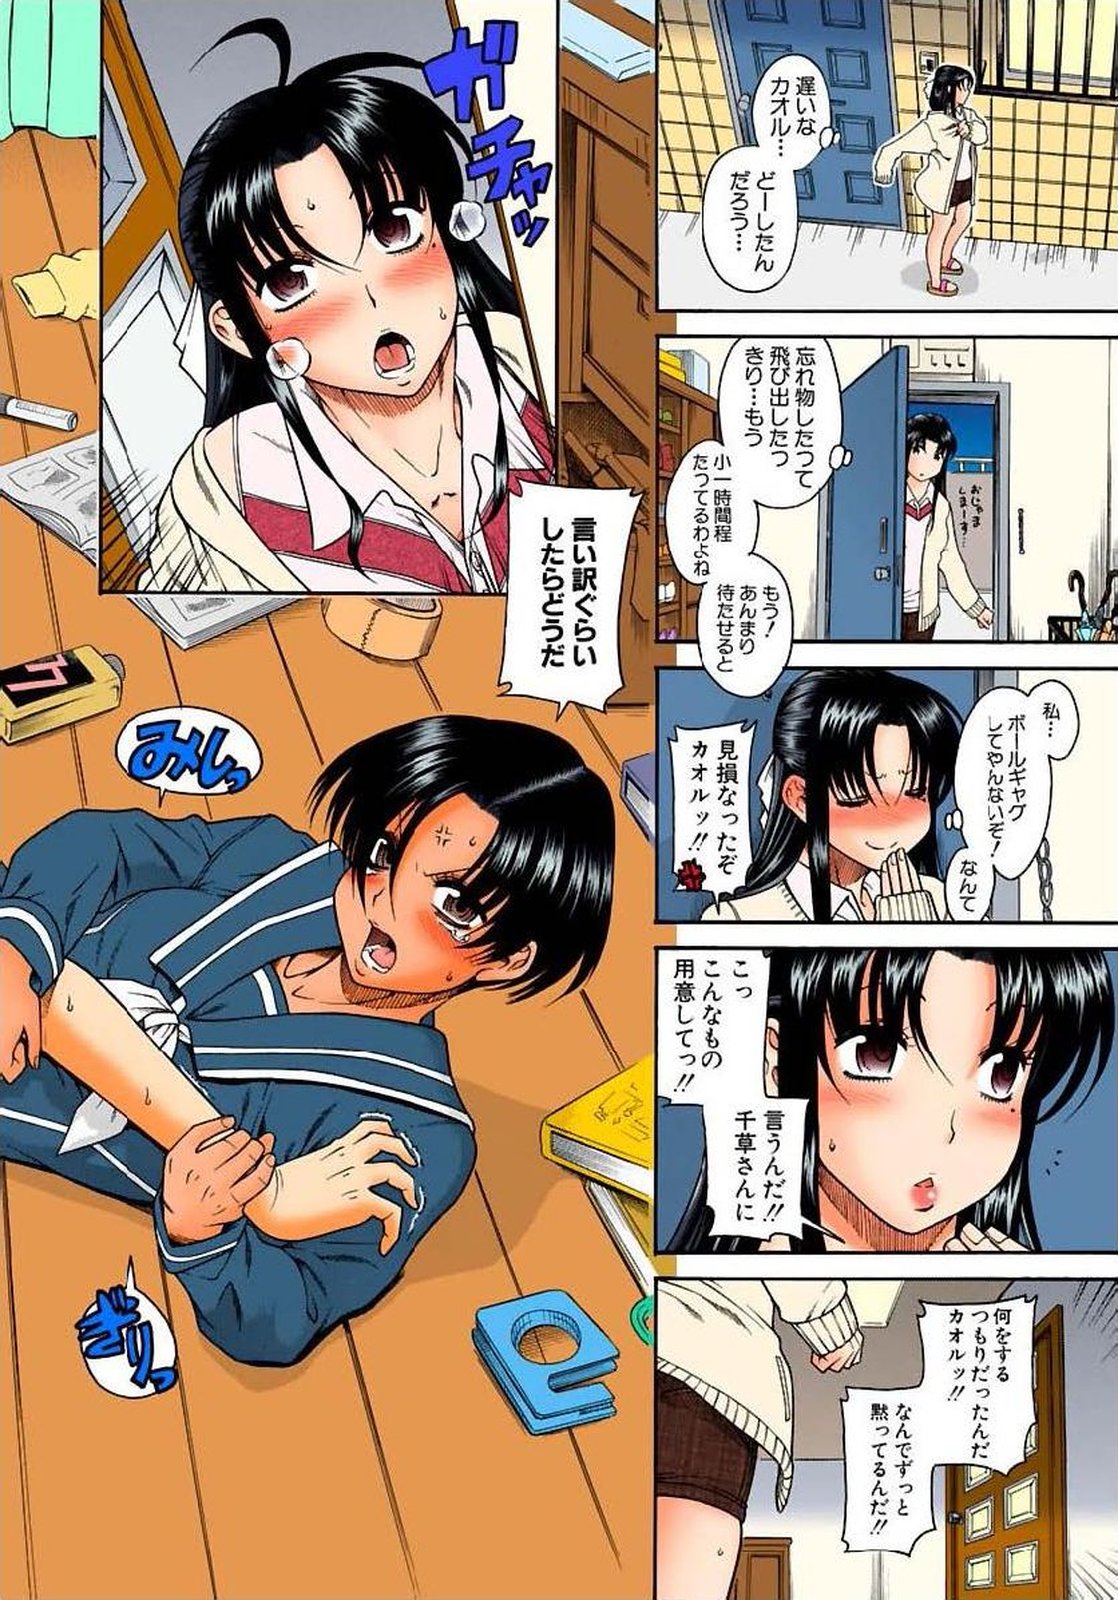 遅いな
カオル…
どーしたん
だろう…
おじゃま
しまーす…
忘れ物したって
飛び出したっ
きり…もう
小一時間程
たってるわよね
もう!
あんまり
待たせると
私…
ボールギャグ
してやんないぞ!
なんて
見損なったぞ
カオルッ!!
こっ
こんなもの
用意してっ!!
言うんだ!!
千草さんに
何をする
つもりだったんだ
カオルッ!!
なんでずっと
黙ってるんだ!!
ガチャッ
言い訳ぐらい
したらどうだ
みしっ
ぎりっ